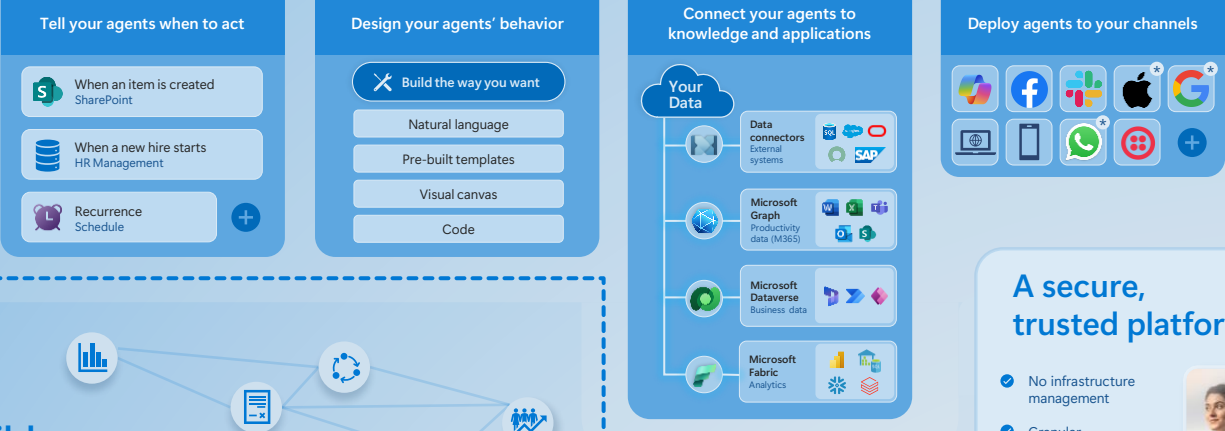 Tell your agents when to act
When an item is created
SharePoint
When a new hire starts
HR Management
Recurrence
Schedule
Design your agents' behavior
Build the way you want
Natural language
Pre-built templates
Visual canvas
Code
Connect your agents to
knowledge and applications
Your
Data
Data
connectors
External
systems
SQL
SAP
Microsoft
Graph
Productivity
data (M365)
Microsoft
Dataverse
Business data
Microsoft
Fabric
Analytics
Deploy agents to your channels
A secure,
trusted platfor
No infrastructure
management